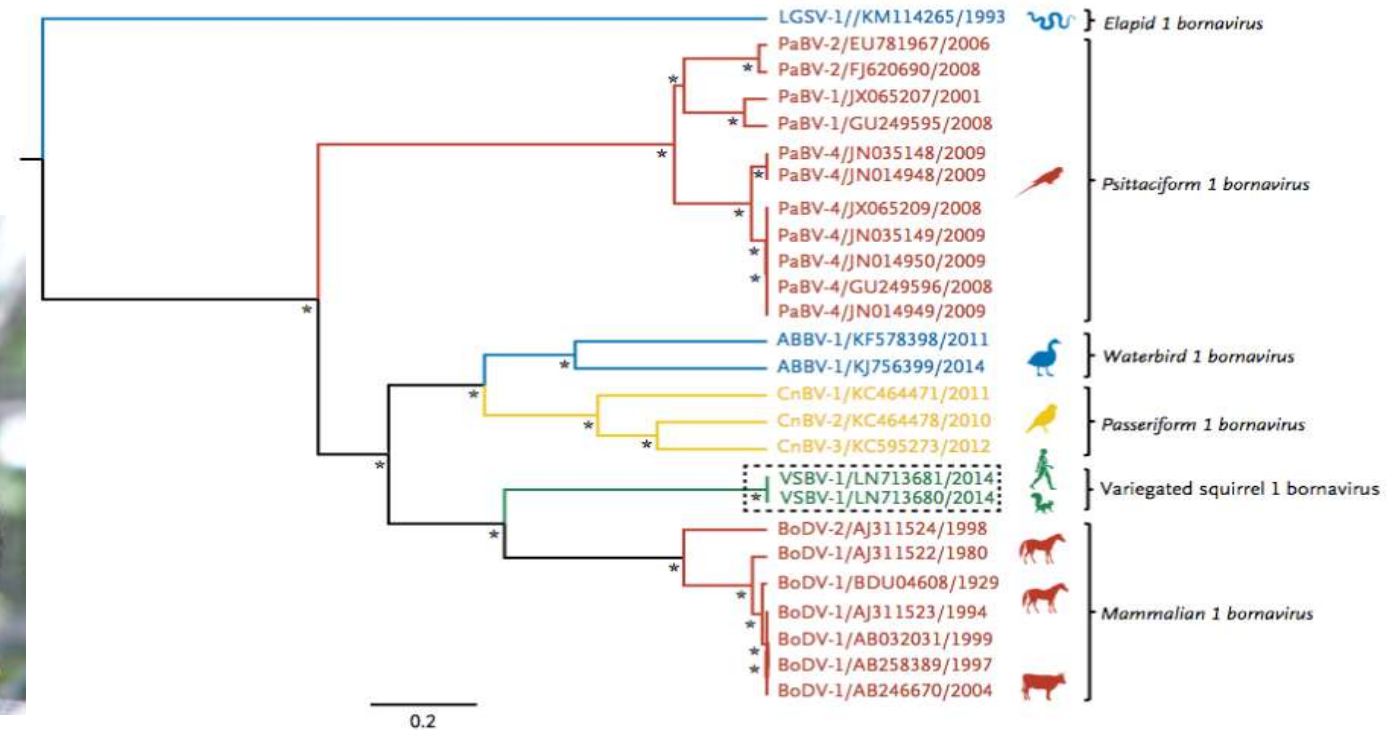 LGSV-1//KM114265/1993
Elapid 1 bornavirus
PaBV-2/EU781967/2006
PaBV-2/FJ620690/2008
PaBV-1/JX065207/2001
PaBV-1/GU249595/2008
PaBV-4/JN035148/2009
PaBV-4/JN014948/2009
PaBV-4/JX065209/2008
PaBV-4/JN035149/2009
PaBV-4/JN014950/2009
PaBV-4/GU249596/2008
PaBV-4/JN014949/2009
Psittaciform 1 bornavirus
ABBV-1/KF578398/2011
ABBV-1/KJ756399/2014
Waterbird 1 bornavirus
CnBV-1/KC464471/2011
CnBV-2/KC464478/2010
CnBV-3/KC595273/2012
Passeriform 1 bornavirus
VSBV-1/LN713681/2014
VSBV-1/LN713680/2014
Variegated squirrel 1 bornavirus
BoDV-2/AJ311524/1998
BoDV-1/AJ311522/1980
BoDV-1/BDU04608/1929
BoDV-1/AJ311523/1994
BoDV-1/AB032031/1999
BoDV-1/AB258389/1997
BoDV-1/AB246670/2004
Mammalian 1 bornavirus
0.2